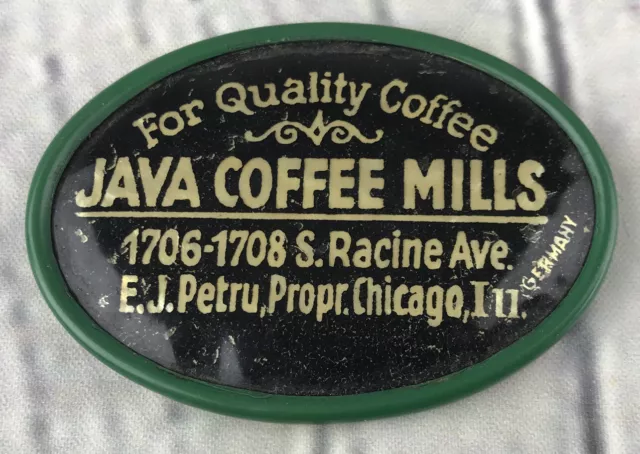 For Quality Coffee
JAVA COFFEE MILLS
1706-1708 S. Racine Ave.
E. J. Petru, Propr. Chicago, Ill.
GERMANY